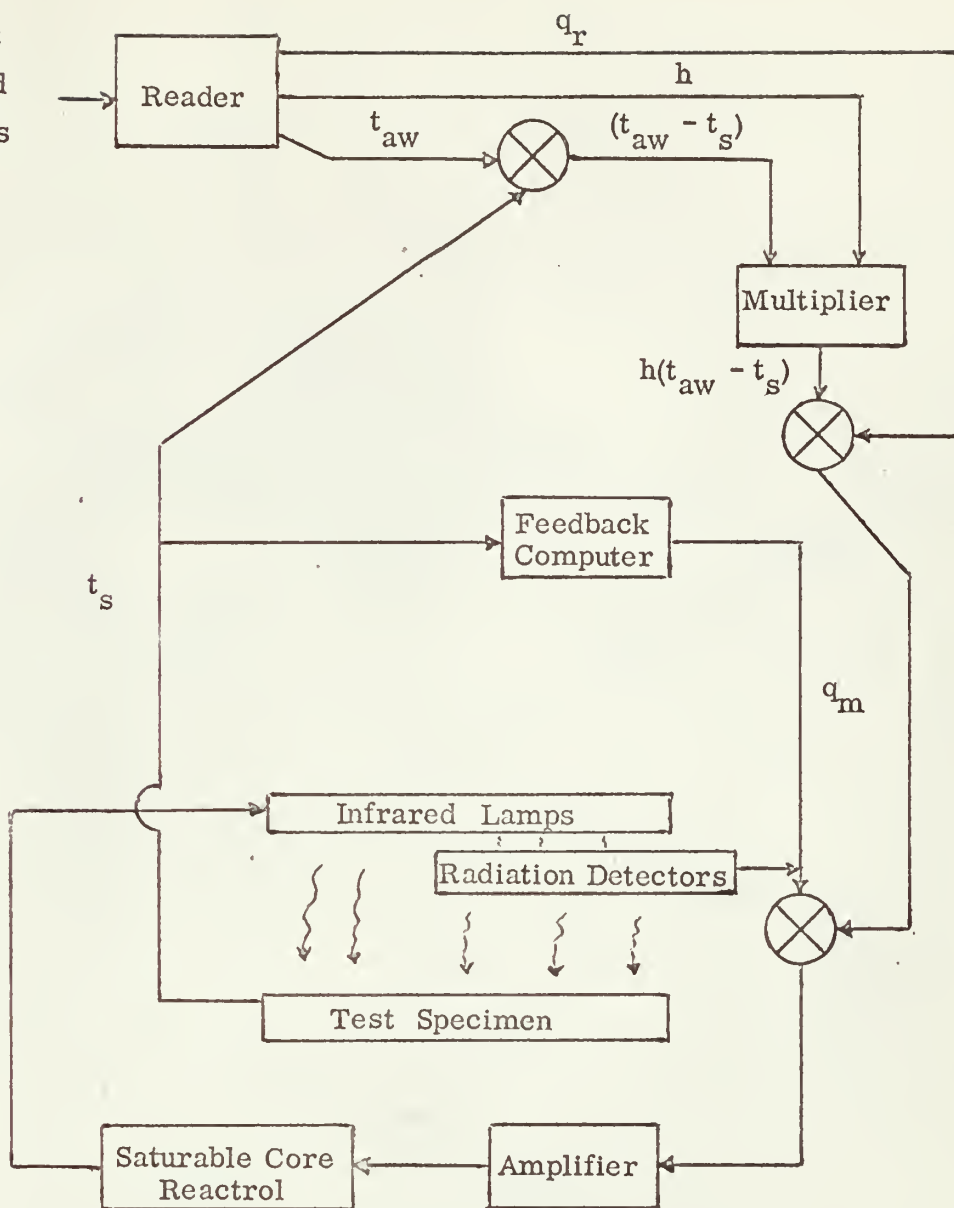 q_r
h
Reader
t_aw
(t_aw - t_s)
Multiplier
h(t_aw - t_s)
Feedback
Computer
t_s
q_m
Infrared Lamps
Radiation Detectors
Test Specimen
Saturable Core
Reactrol
Amplifier